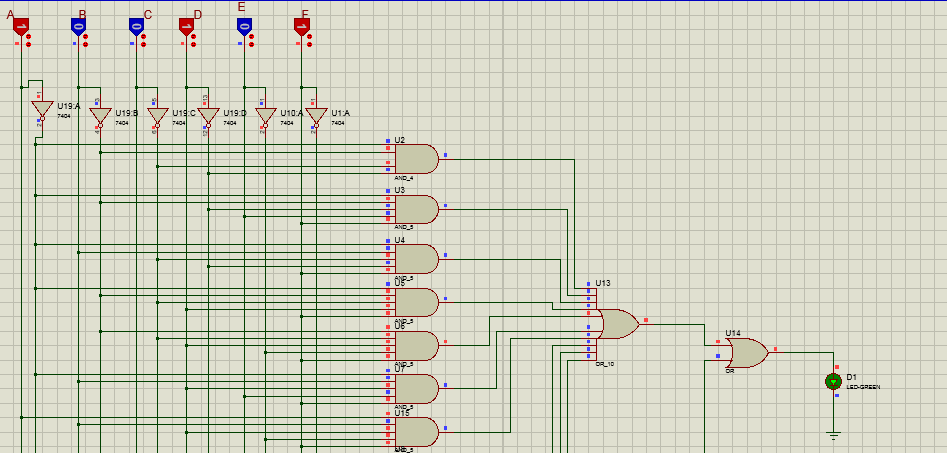 A B C D E F
1 0 0 1 0 1
U19:A U19:B U19:C U19:D U10:A U1:A
7404 7404 7404 7404 7404 7404
U2
AND_4
U3
AND_5
U4
AND_5
U5
AND_5
U6
AND_5
U7
AND_5
U15
AND_5
U13
OR_10
U14
OR
D1
LED-GREEN